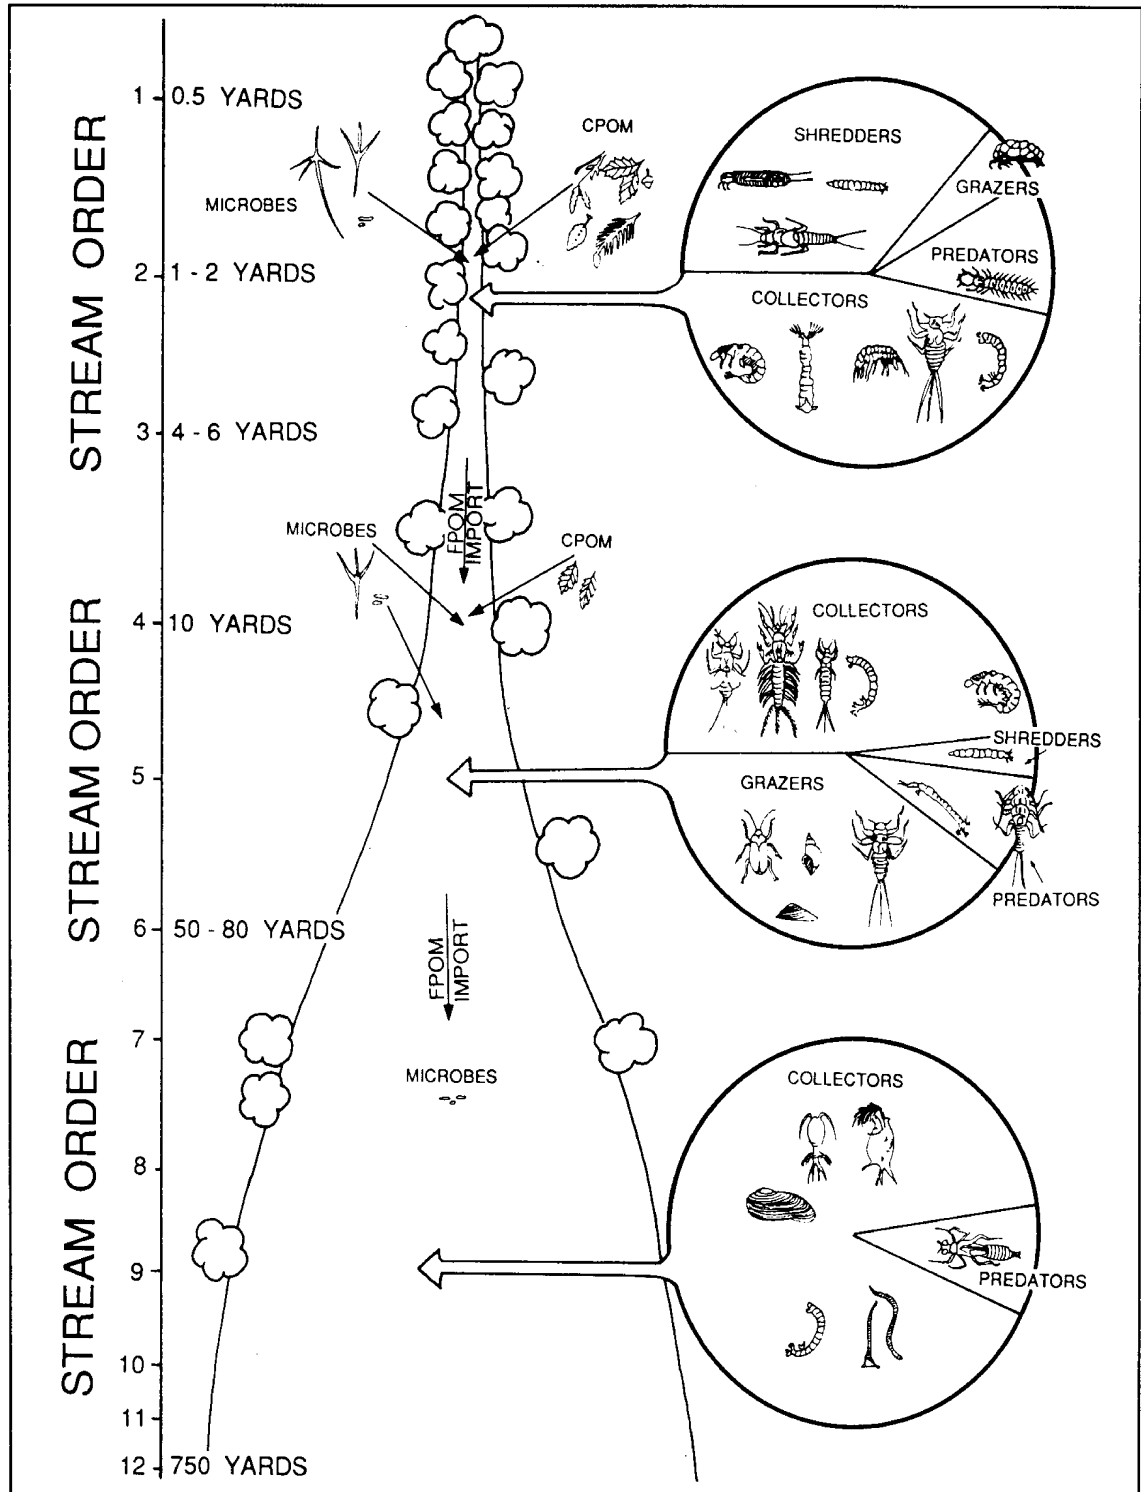 STREAM ORDER
1 0.5 YARDS
CPOM
MICROBES
2 1 - 2 YARDS
3 4 - 6 YARDS
SHREDDERS
GRAZERS
PREDATORS
COLLECTORS
FPOM
IMPORT
STREAM ORDER
MICROBES
CPOM
4 10 YARDS
5
6 50 - 80 YARDS
COLLECTORS
SHREDDERS
GRAZERS
PREDATORS
FPOM
IMPORT
STREAM ORDER
7
MICROBES
8
9
10
11
12 750 YARDS
COLLECTORS
PREDATORS